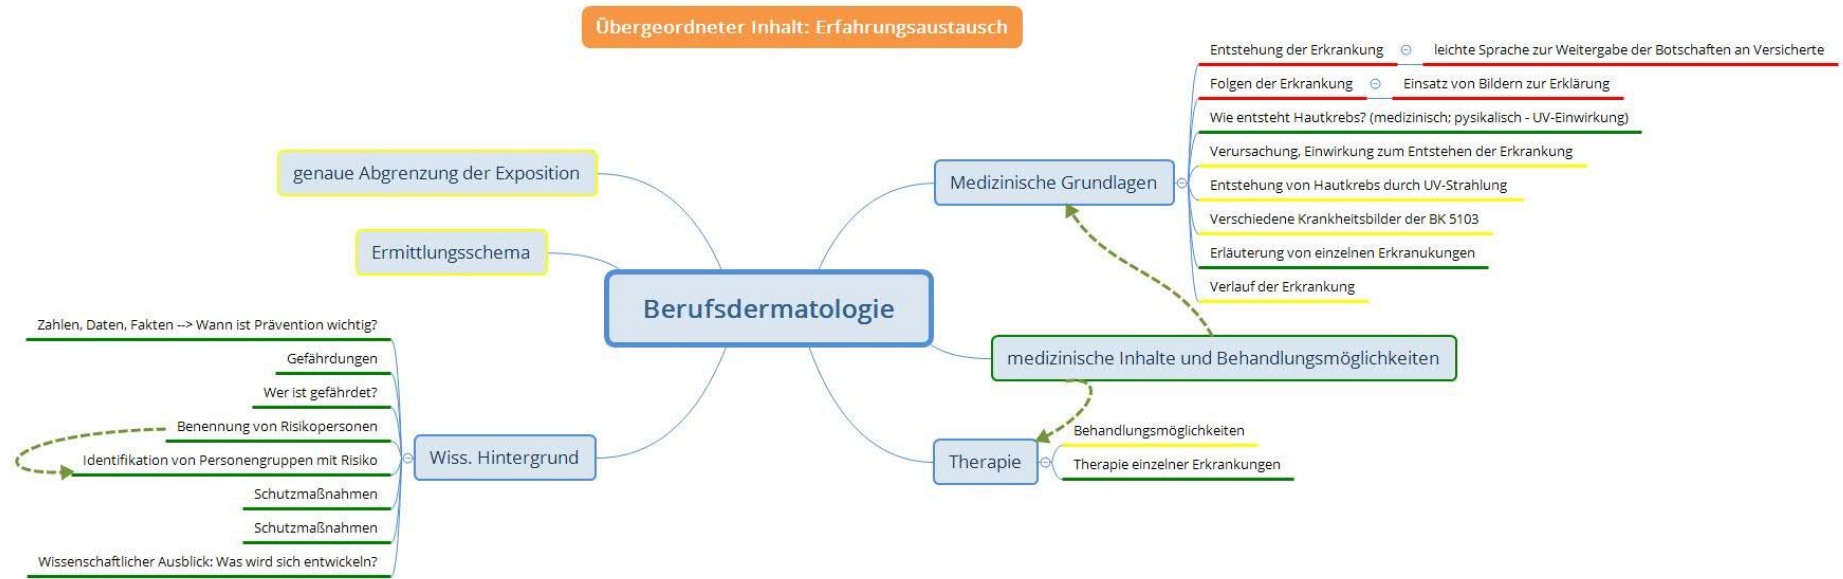 Übergeordneter Inhalt: Erfahrungsaustausch
Entstehung der Erkrankung
leichte Sprache zur Weitergabe der Botschaften an Versicherte
Folgen der Erkrankung
Einsatz von Bildern zur Erklärung
Wie entsteht Hautkrebs? (medizinisch; pysikalisch - UV-Einwirkung)
Verursachung, Einwirkung zum Entstehen der Erkrankung
Entstehung von Hautkrebs durch UV-Strahlung
Verschiedene Krankheitsbilder der BK 5103
Erläuterung von einzelnen Erkranukungen
Verlauf der Erkrankung
Medizinische Grundlagen
genaue Abgrenzung der Exposition
Ermittlungsschema
Berufsdermatologie
medizinische Inhalte und Behandlungsmöglichkeiten
Therapie
Behandlungsmöglichkeiten
Therapie einzelner Erkrankungen
Wiss. Hintergrund
Zahlen, Daten, Fakten --> Wann ist Prävention wichtig?
Gefährdungen
Wer ist gefährdet?
Benennung von Risikopersonen
Identifikation von Personengruppen mit Risiko
Schutzmaßnahmen
Schutzmaßnahmen
Wissenschaftlicher Ausblick: Was wird sich entwickeln?